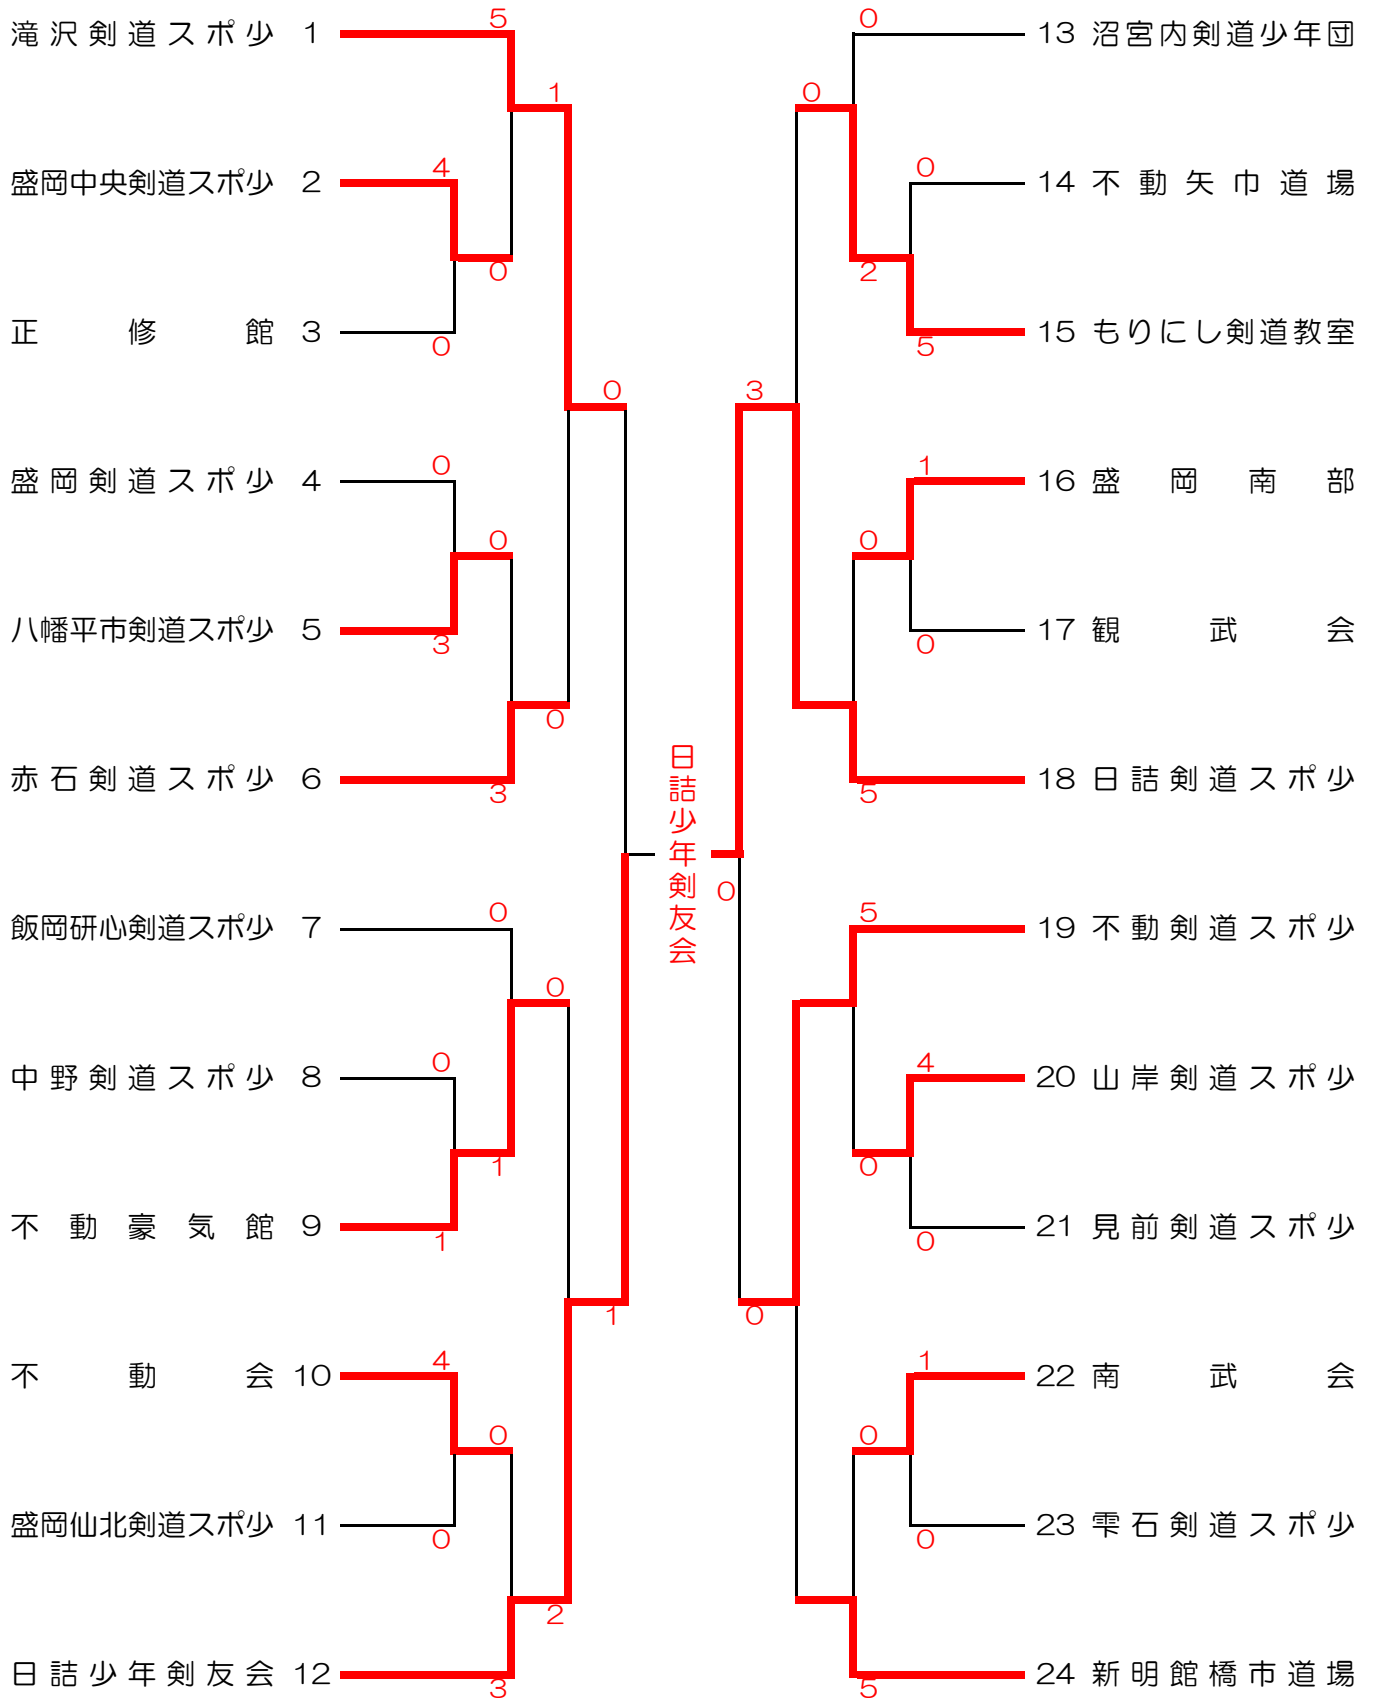 滝沢剣道スポ少 1
5
1
盛岡中央剣道スポ少 2
4
0
正修館 3
0
0
盛岡剣道スポ少 4
0
0
八幡平市剣道スポ少 5
3
0
赤石剣道スポ少 6
3
飯岡研心剣道スポ少 7
0
0
中野剣道スポ少 8
0
1
不動豪気館 9
1
1
不動会 10
4
0
盛岡仙北剣道スポ少 11
0
2
日詰少年剣友会 12
3
日詰少年剣友会
0
0
13 沼宮内剣道少年団
0
0
14 不動矢巾道場
2
5
15 もりにし剣道教室
3
1
16 盛岡南部
0
0
17 観武会
5
18 日詰剣道スポ少
5
19 不動剣道スポ少
4
20 山岸剣道スポ少
0
0
21 見前剣道スポ少
0
1
22 南武会
0
0
23 雫石剣道スポ少
5
24 新明館橋市道場